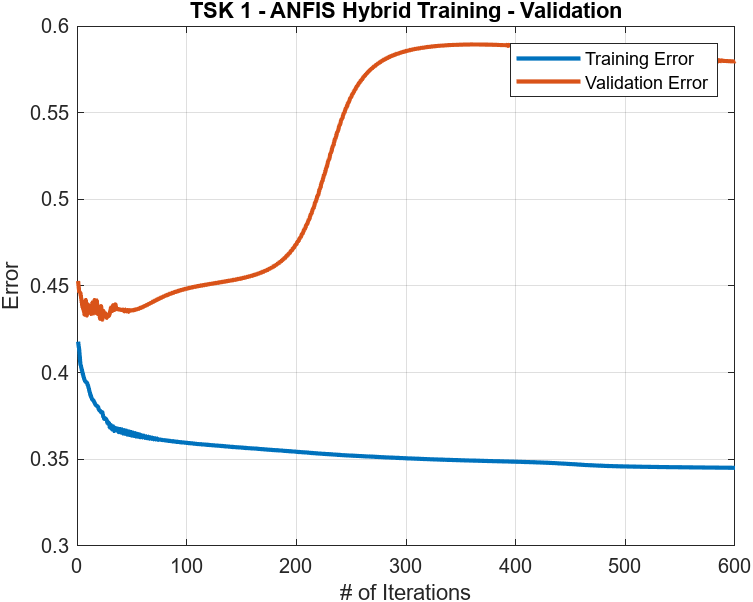 TSK 1 - ANFIS Hybrid Training - Validation
0.6
Training Error
Validation Error
0.55
0.5
0.45
0.4
0.35
0.3
Error
0 100 200 300 400 500 600
# of Iterations